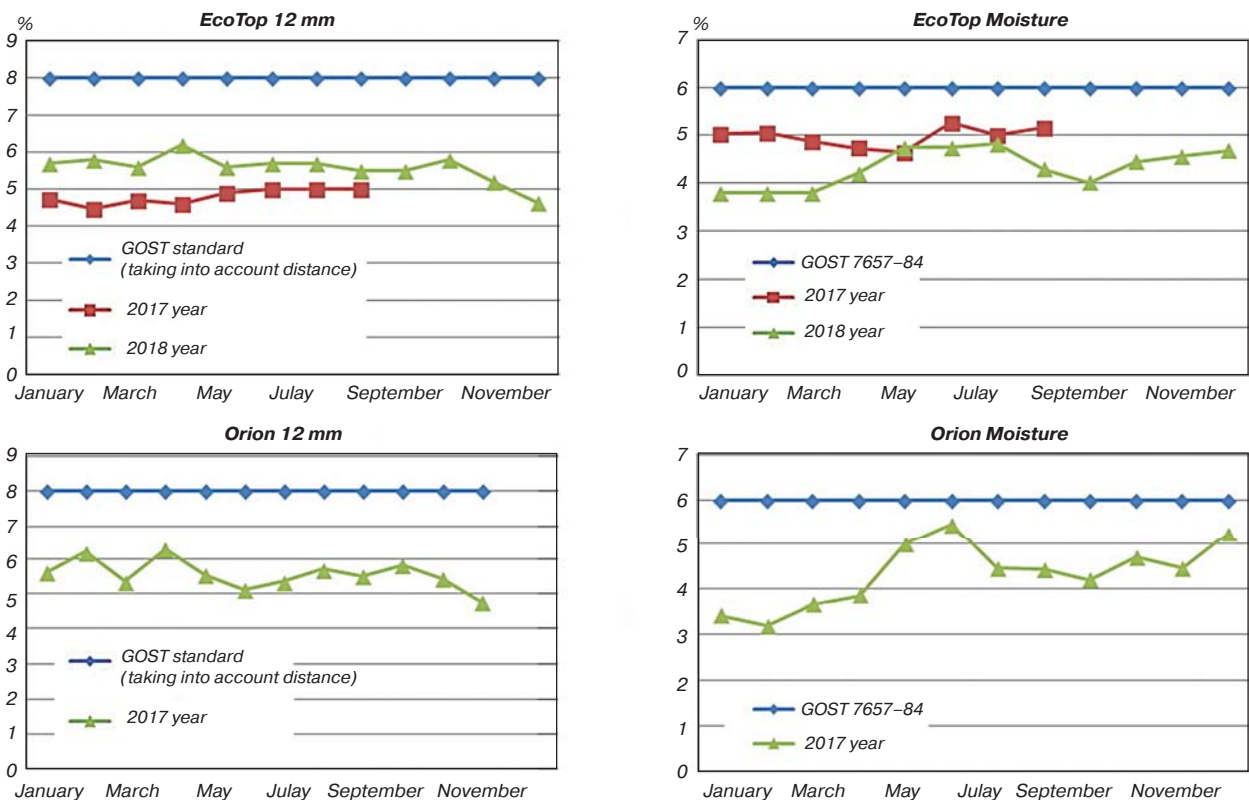 EcoTop 12 mm
%
9
8
7
6
5
4
3
2
1
0
GOST standard
(taking into account distance)
2017 year
2018 year
January March May Julay September November
EcoTop Moisture
%
7
6
5
4
3
2
1
0
GOST 7657–84
2017 year
2018 year
January March May Julay September November
Orion 12 mm
9
8
7
6
5
4
3
2
1
0
GOST standard
(taking into account distance)
2017 year
January March May Julay September November
Orion Moisture
7
6
5
4
3
2
1
0
GOST 7657–84
2017 year
January March May Julay September November